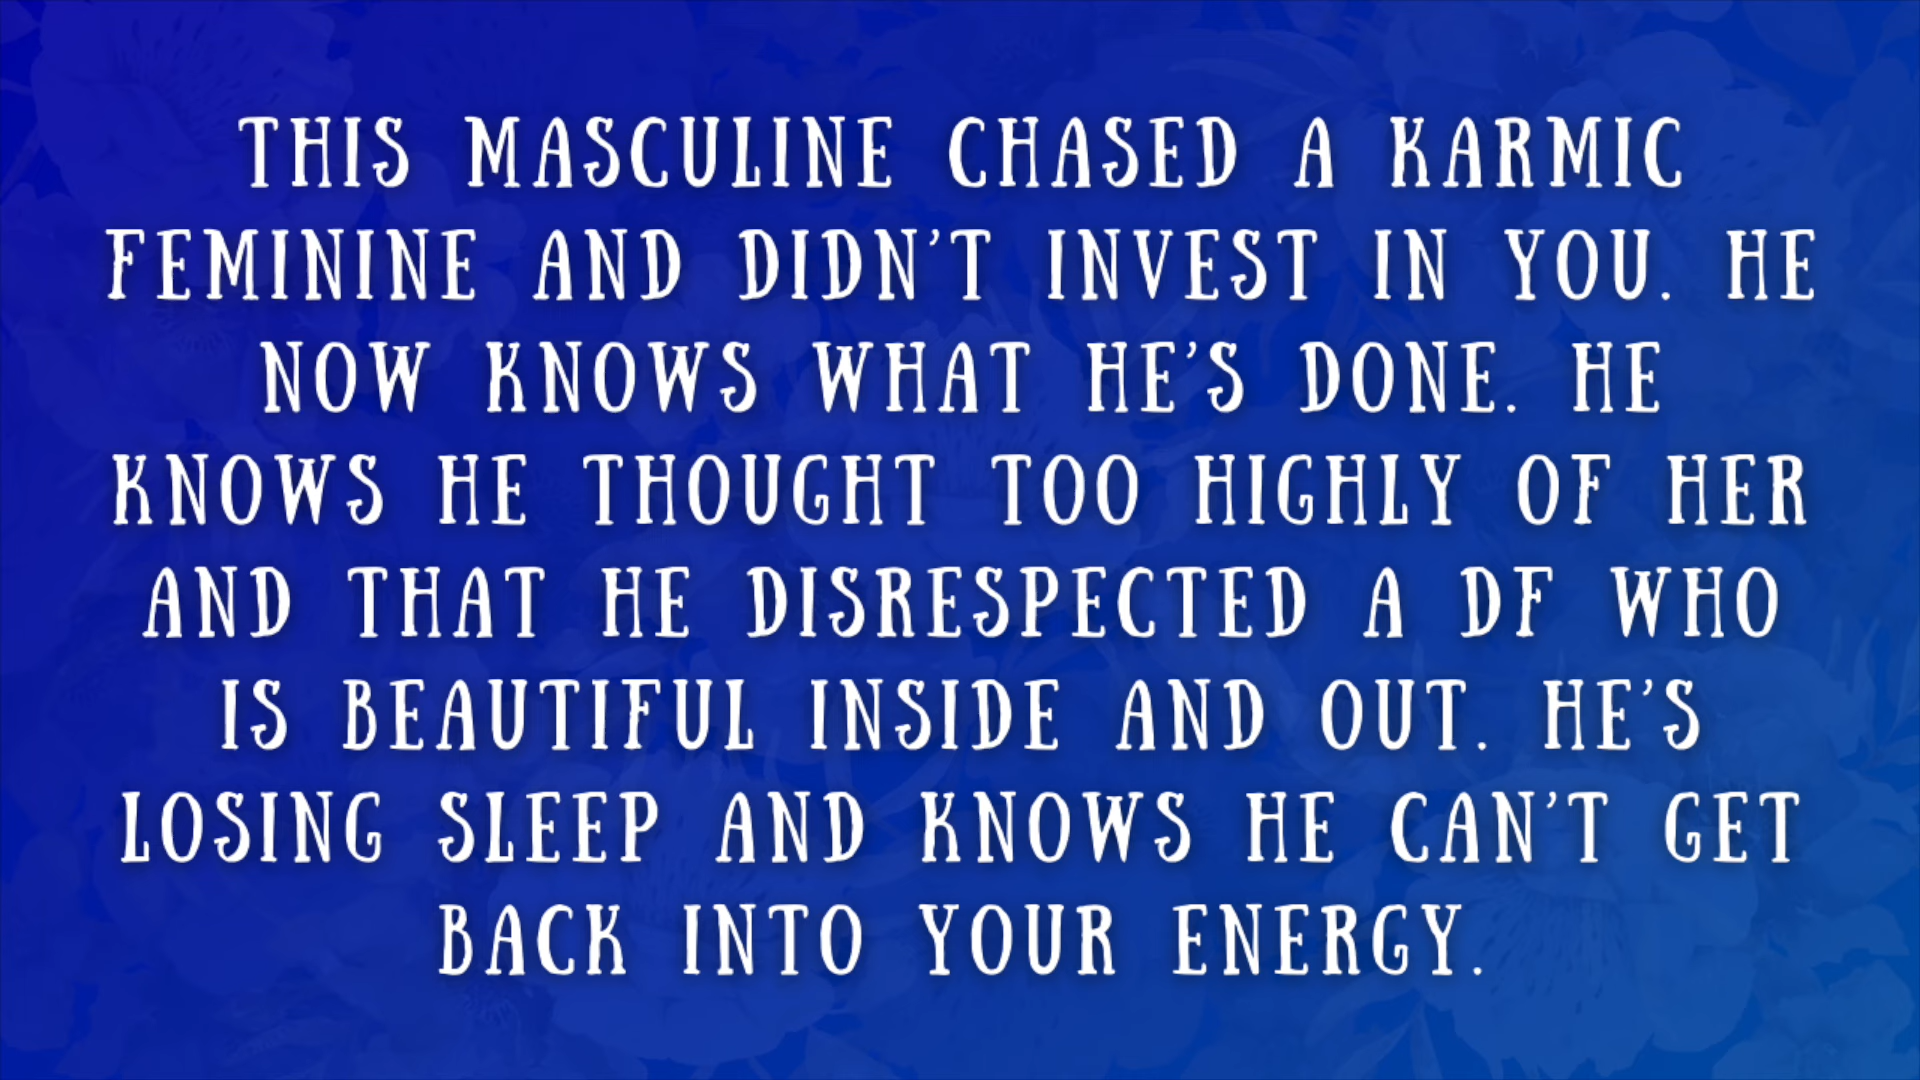 THIS MASCULINE CHASED A KARMIC
FEMININE AND DIDN'T INVEST IN YOU. HE
NOW KNOWS WHAT HE'S DONE. HE
KNOWS HE THOUGHT TOO HIGHLY OF HER
AND THAT HE DISRESPECTED A DF WHO
IS BEAUTIFUL INSIDE AND OUT. HE'S
LOSING SLEEP AND KNOWS HE CAN'T GET
BACK INTO YOUR ENERGY.